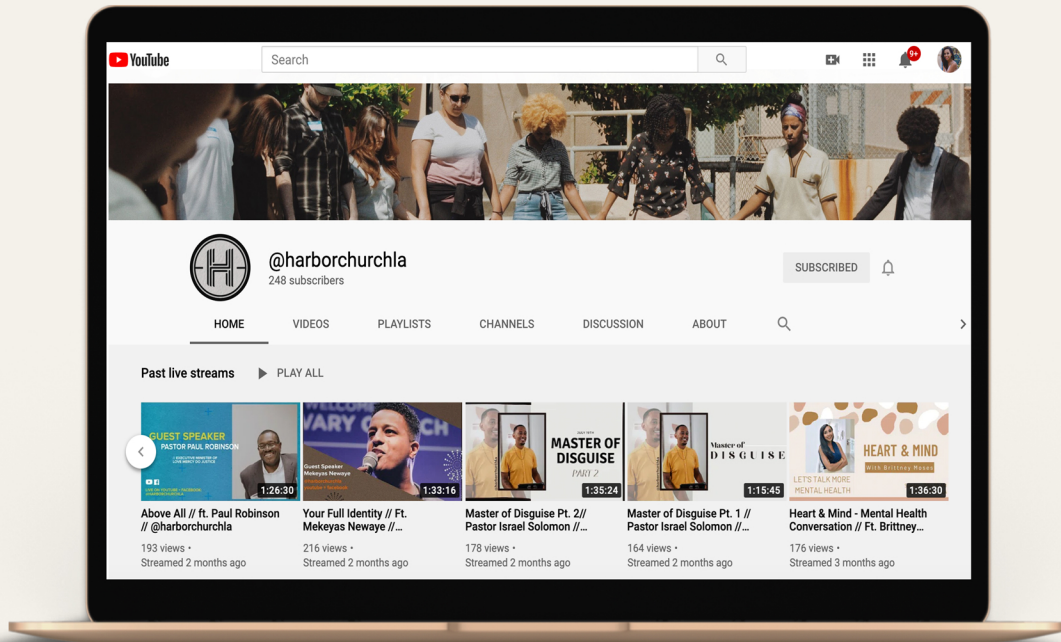 YouTube
Search
9+
@harborchurchla
248 subscribers
SUBSCRIBED
HOME VIDEOS PLAYLISTS CHANNELS DISCUSSION ABOUT
Past live streams PLAY ALL
GUEST SPEAKER
PASTOR PAUL ROBINSON
LOVE MERCY DO JUSTICE
1:26:30
Above All // ft. Paul Robinson
// @harborchurchla
193 views •
Streamed 2 months ago
Guest Speaker
Mekeyas Newaye
1:33:16
Your Full Identity // Ft.
Mekeyas Newaye //...
216 views •
Streamed 2 months ago
MASTER OF
DISGUISE
PART 2
1:35:24
Master of Disguise Pt. 2//
Pastor Israel Solomon //...
178 views •
Streamed 2 months ago
Master of
DISGUISE
1:15:45
Master of Disguise Pt. 1 //
Pastor Israel Solomon //...
164 views •
Streamed 2 months ago
HEART & MIND
With Brittney Moses
LET'S TALK MORE
MENTAL HEALTH
1:36:30
Heart & Mind - Mental Health
Conversation // Ft. Brittney...
176 views •
Streamed 3 months ago